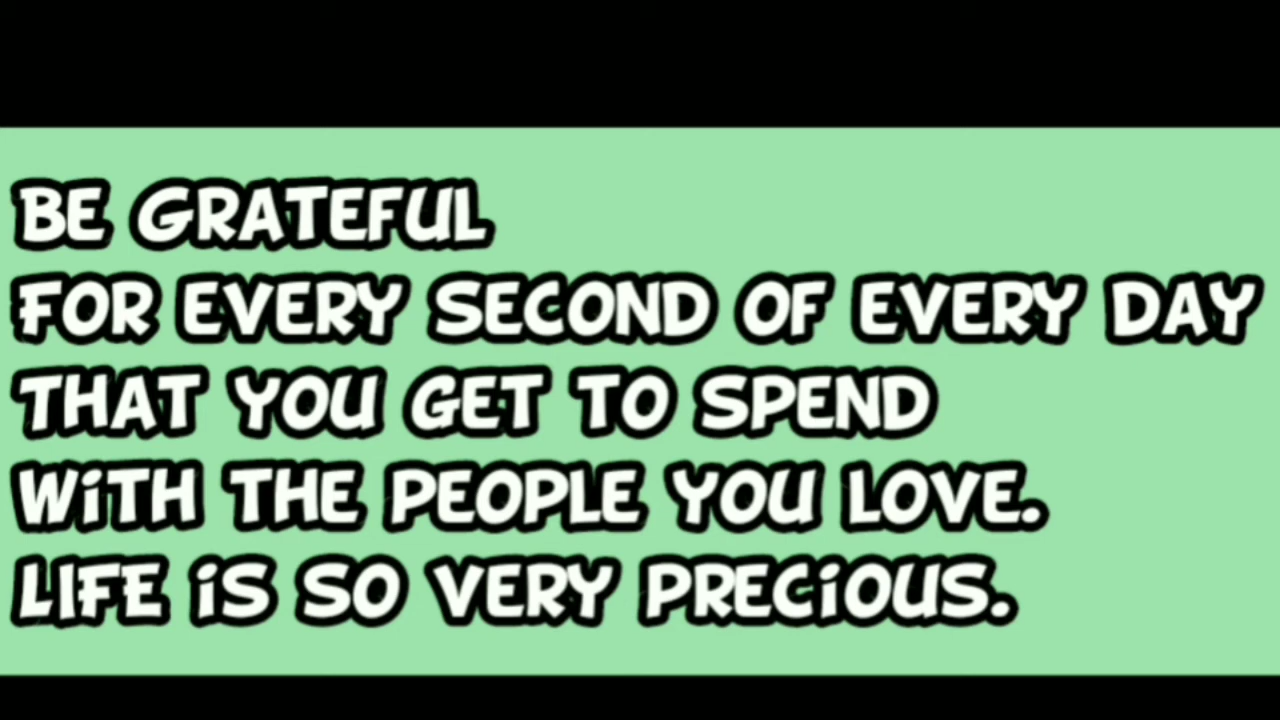 BE GRATEFUL
FOR EVERY SECOND OF EVERY DAY
THAT YOU GET TO SPEND
WiTH THE PEOPLE YOU LOVE.
LIFE iS SO VERY PRECiOUS.